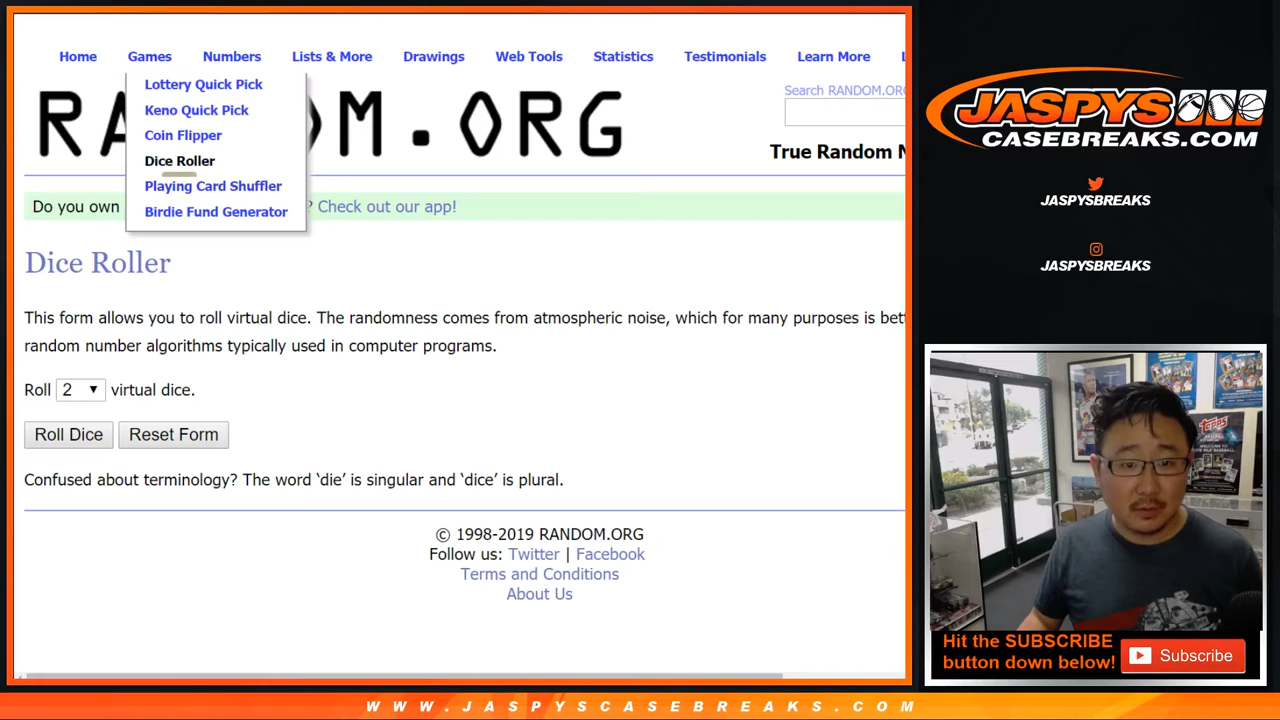 Home Games Numbers Lists & More Drawings Web Tools Statistics Testimonials Learn More
Lottery Quick Pick
Keno Quick Pick
Coin Flipper
Dice Roller
Playing Card Shuffler
Birdie Fund Generator
M.ORG
Search RANDOM.ORG
True Random
Do you own ? Check out our app!
Dice Roller
This form allows you to roll virtual dice. The randomness comes from atmospheric noise, which for many purposes is
random number algorithms typically used in computer programs.
Roll 2 virtual dice.
Roll Dice Reset Form
Confused about terminology? The word ‘die’ is singular and ‘dice’ is plural.
© 1998-2019 RANDOM.ORG
Follow us: Twitter | Facebook
Terms and Conditions
About Us
JASPYS
CASEBREAKS.COM
JASPYSBREAKS
JASPYSBREAKS
Topps
Hit the SUBSCRIBE
button down below!
Subscribe
WWW.JASPYSCASEBREAKS.COM